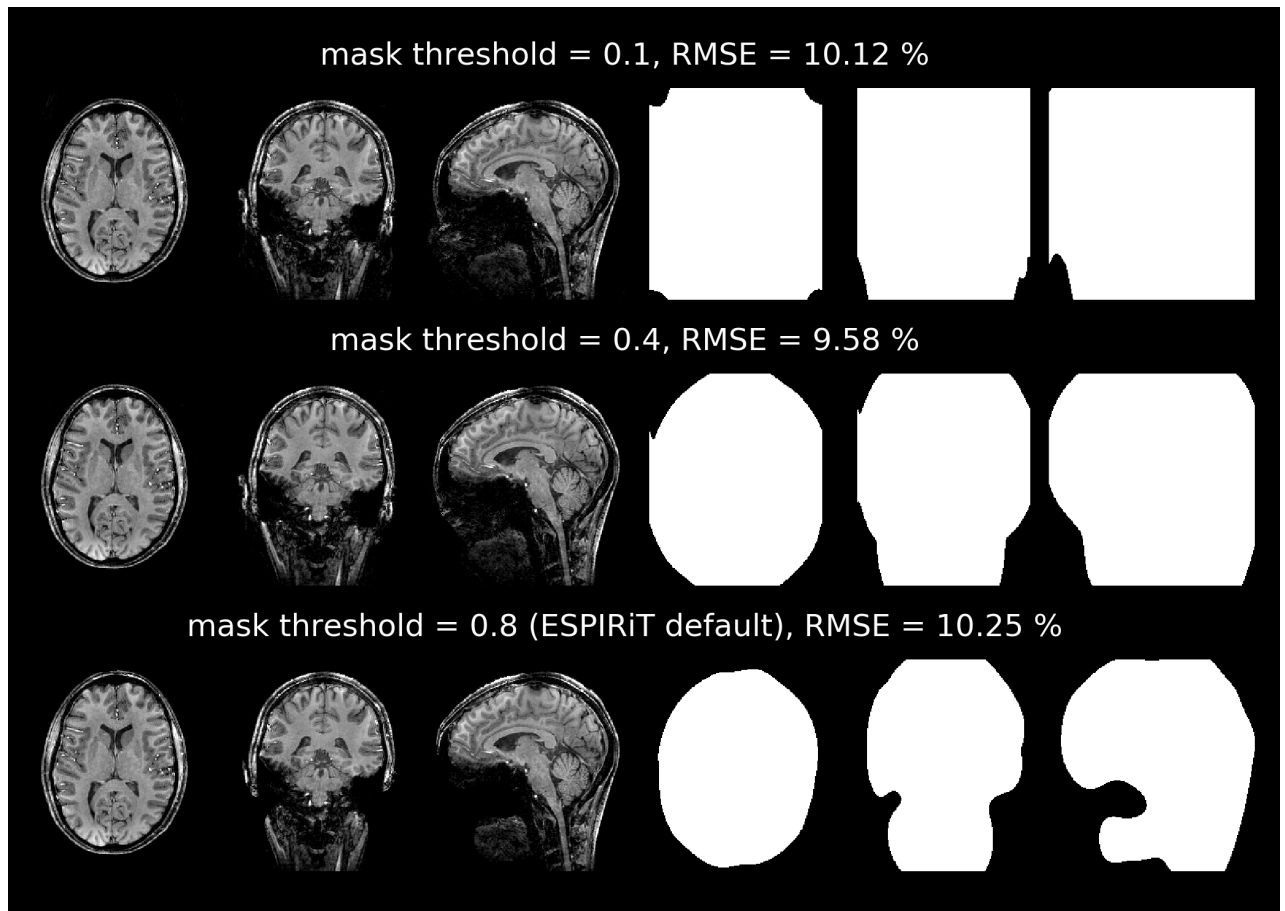 mask threshold = 0.1, RMSE = 10.12 %
mask threshold = 0.4, RMSE = 9.58 %
mask threshold = 0.8 (ESPIRiT default), RMSE = 10.25 %